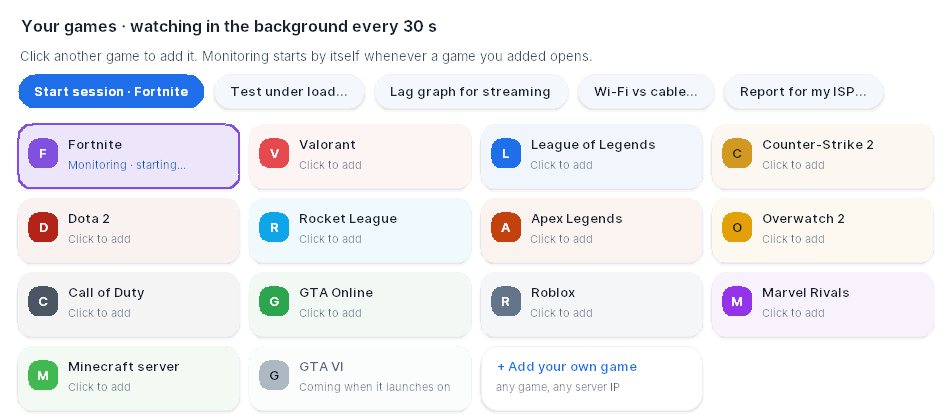 Your games · watching in the background every 30 s
Click another game to add it. Monitoring starts by itself whenever a game you added opens.
Start session · Fortnite
Test under load...
Lag graph for streaming
Wi-Fi vs cable...
Report for my ISP...
F
Fortnite
Monitoring · starting...
V
Valorant
Click to add
L
League of Legends
Click to add
C
Counter-Strike 2
Click to add
D
Dota 2
Click to add
R
Rocket League
Click to add
A
Apex Legends
Click to add
O
Overwatch 2
Click to add
C
Call of Duty
Click to add
G
GTA Online
Click to add
R
Roblox
Click to add
M
Marvel Rivals
Click to add
M
Minecraft server
Click to add
G
GTA VI
Coming when it launches on
+ Add your own game
any game, any server IP